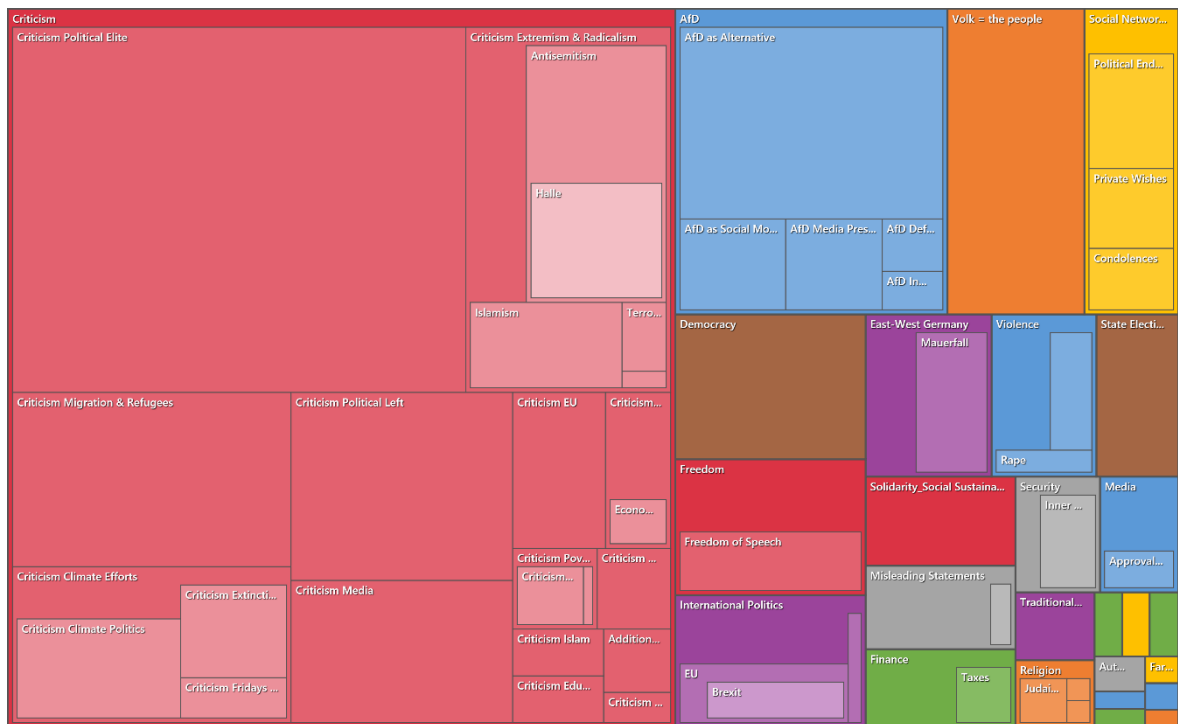 Criticism
Criticism Political Elite
Criticism Extremism & Radicalism
Antisemitism
Halle
Islamism
Terro...
Criticism Migration & Refugees
Criticism Political Left
Criticism EU
Criticism...
Econo...
Criticism Climate Efforts
Criticism Climate Politics
Criticism Extincti...
Criticism Fridays ...
Criticism Media
Criticism Pov...
Criticism...
Criticism ...
Criticism Islam
Addition...
Criticism Edu...
Criticism ...
AfD
AfD as Alternative
AfD as Social Mo...
AfD Media Pres...
AfD Def...
AfD In...
Volk = the people
Social Networ...
Political End...
Private Wishes
Condolences
Democracy
East-West Germany
Mauerfall
Violence
Rape
State Electi...
Freedom
Freedom of Speech
Solidarity_Social Sustaina...
Security
Inner ...
Media
Approval...
Misleading Statements
International Politics
EU
Brexit
Finance
Taxes
Traditional...
Religion
Judai...
Aut...
Far...